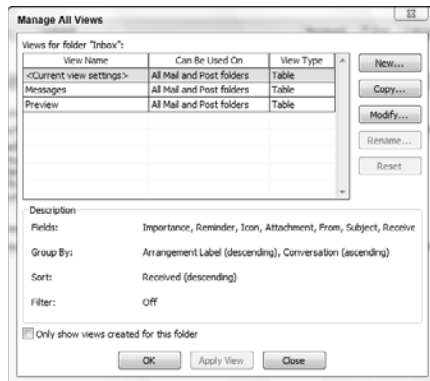 Manage All Views
Views for folder "Inbox":
View Name Can Be Used On View Type
<Current view settings> All Mail and Post folders Table
Messages All Mail and Post folders Table
Preview All Mail and Post folders Table
New...
Copy...
Modify...
Rename...
Reset
Description
Fields: Importance, Reminder, Icon, Attachment, From, Subject, Receive
Group By: Arrangement Label (descending), Conversation (ascending)
Sort: Received (descending)
Filter: Off
Only show views created for this folder
OK Apply View Close